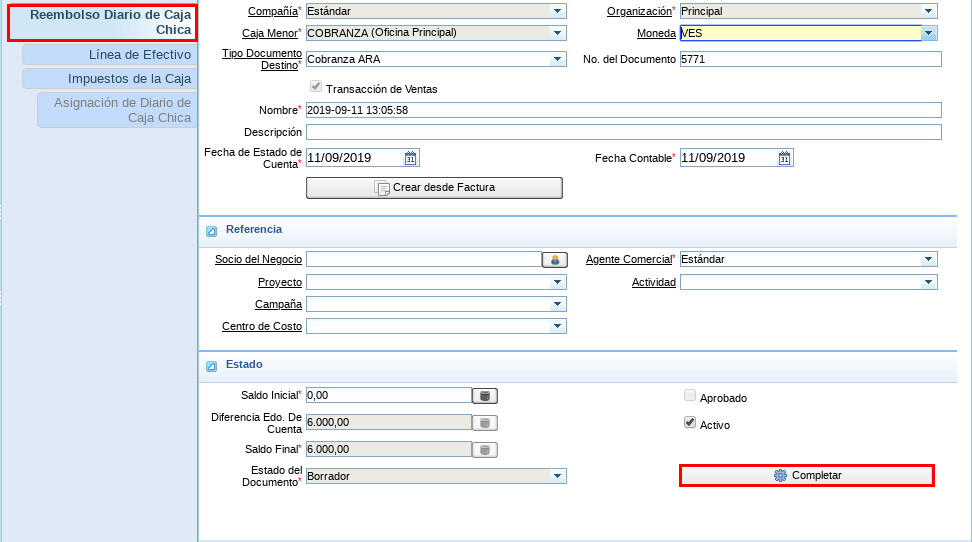 Reembolso Diario de Caja
Chica
Línea de Efectivo
Impuestos de la Caja
Asignación de Diario de
Caja Chica
Compañía* Estándar Organización* Principal
Caja Menor* COBRANZA (Oficina Principal) Moneda VES
Tipo Documento
Destino* Cobranza ARA No. del Documento 5771
Transacción de Ventas
Nombre* 2019-09-11 13:05:58
Descripción
Fecha de Estado de
Cuenta* 11/09/2019 31 Fecha Contable* 11/09/2019 31
Crear desde Factura
Referencia
Socio del Negocio Agente Comercial* Estándar
Proyecto Actividad
Campaña
Centro de Costo
Estado
Saldo Inicial* 0,00 Aprobado
Diferencia Edo. De
Cuenta 6.000,00 Activo
Saldo Final* 6.000,00
Estado del
Documento* Borrador Completar